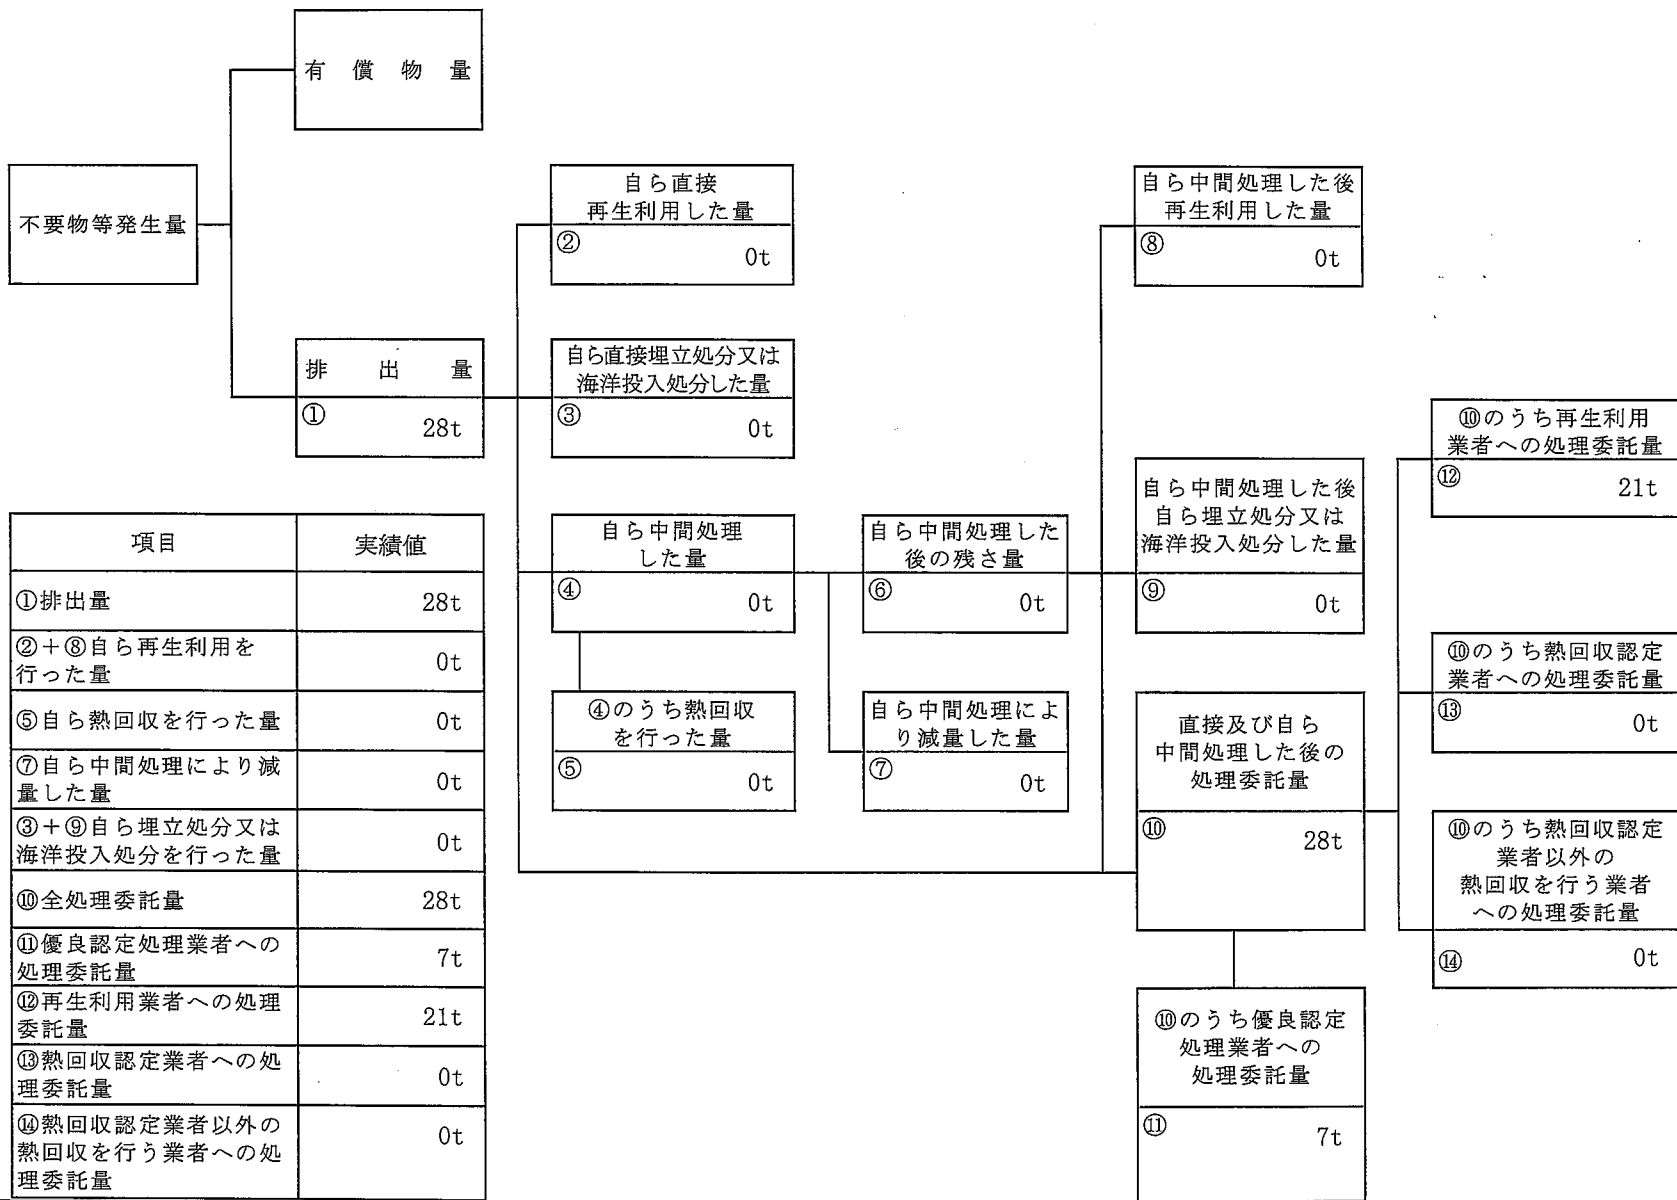 有償物量
不要物等発生量
排出量
① 28t
自ら直接
再生利用した量
② 0t
自ら直接埋立処分又は
海洋投入処分した量
③ 0t
自ら中間処理
した量
④ 0t
④のうち熱回収
を行った量
⑤ 0t
自ら中間処理した
後の残さ量
⑥ 0t
自ら中間処理によ
り減量した量
⑦ 0t
自ら中間処理した後
再生利用した量
⑧ 0t
自ら中間処理した後
自ら埋立処分又は
海洋投入処分した量
⑨ 0t
直接及び自ら
中間処理した後の
処理委託量
⑩ 28t
⑩のうち優良認定
処理業者への
処理委託量
⑪ 7t
⑩のうち再生利用
業者への処理委託量
⑫ 21t
⑩のうち熱回収認定
業者への処理委託量
⑬ 0t
⑩のうち熱回収認定
業者以外の
熱回収を行う業者
への処理委託量
⑭ 0t
項目 実績値
①排出量 28t
②+⑧自ら再生利用を
行った量 0t
⑤自ら熱回収を行った量 0t
⑦自ら中間処理により減
量した量 0t
③+⑨自ら埋立処分又は
海洋投入処分を行った量 0t
⑩全処理委託量 28t
⑪優良認定処理業者への
処理委託量 7t
⑫再生利用業者への処理
委託量 21t
⑬熱回収認定業者への処
理委託量 0t
⑭熱回収認定業者以外の
熱回収を行う業者への処
理委託量 0t